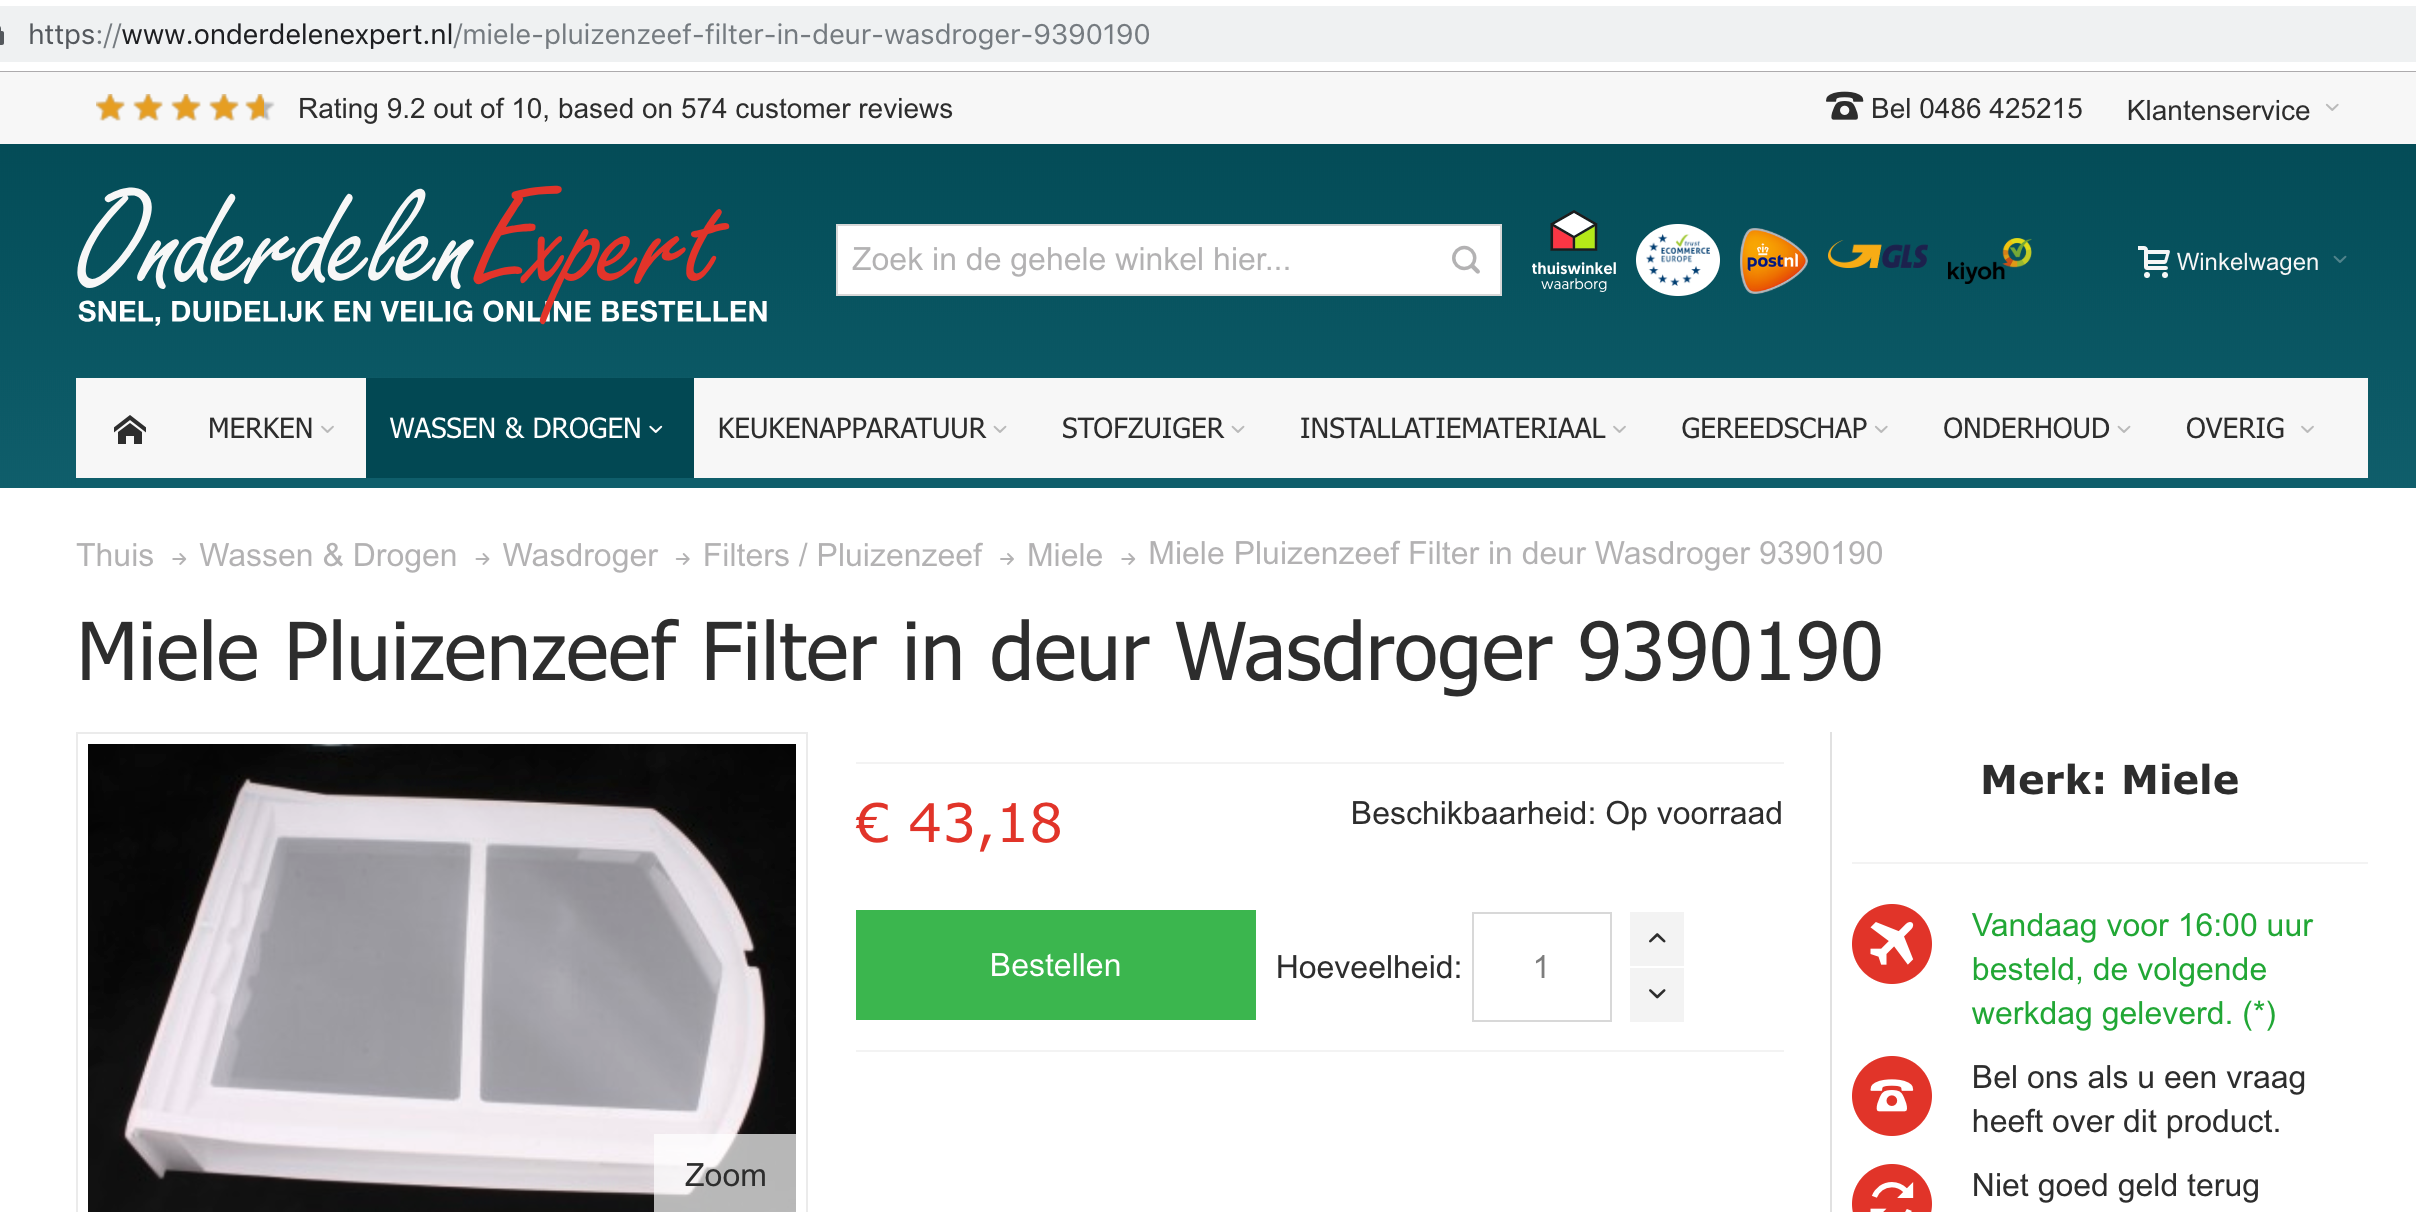 https://www.onderdelenexpert.nl/miele-pluizenzeef-filter-in-deur-wasdroger-9390190
Rating 9.2 out of 10, based on 574 customer reviews
Bel 0486 425215
Klantenservice
OnderdelenExpert
SNEL, DUIDELIJK EN VEILIG ONLINE BESTELLEN
Zoek in de gehele winkel hier...
thuiswinkel
waarborg
trust
ECOMMERCE
EUROPE
postnl
GLS
kiyoh
Winkelwagen
MERKEN
WASSEN & DROGEN
KEUKENAPPARATUUR
STOFZUIGER
INSTALLATIEMATERIAAL
GEREEDSCHAP
ONDERHOUD
OVERIG
Thuis → Wassen & Drogen → Wasdroger → Filters / Pluizenzeef → Miele → Miele Pluizenzeef Filter in deur Wasdroger 9390190
Miele Pluizenzeef Filter in deur Wasdroger 9390190
Zoom
€ 43,18
Beschikbaarheid: Op voorraad
Bestellen
Hoeveelheid:
1
Merk: Miele
Vandaag voor 16:00 uur
besteld, de volgende
werkdag geleverd. (*)
Bel ons als u een vraag
heeft over dit product.
Niet goed geld terug